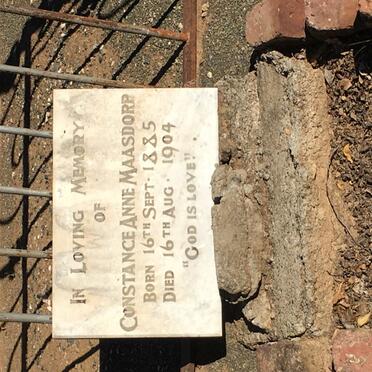 IN LOVING MEMORY
OF
CONSTANCE ANNE MAASDORP
BORN 16TH SEPT. 1885
DIED 16TH AUG. 1904
"GOD IS LOVE".